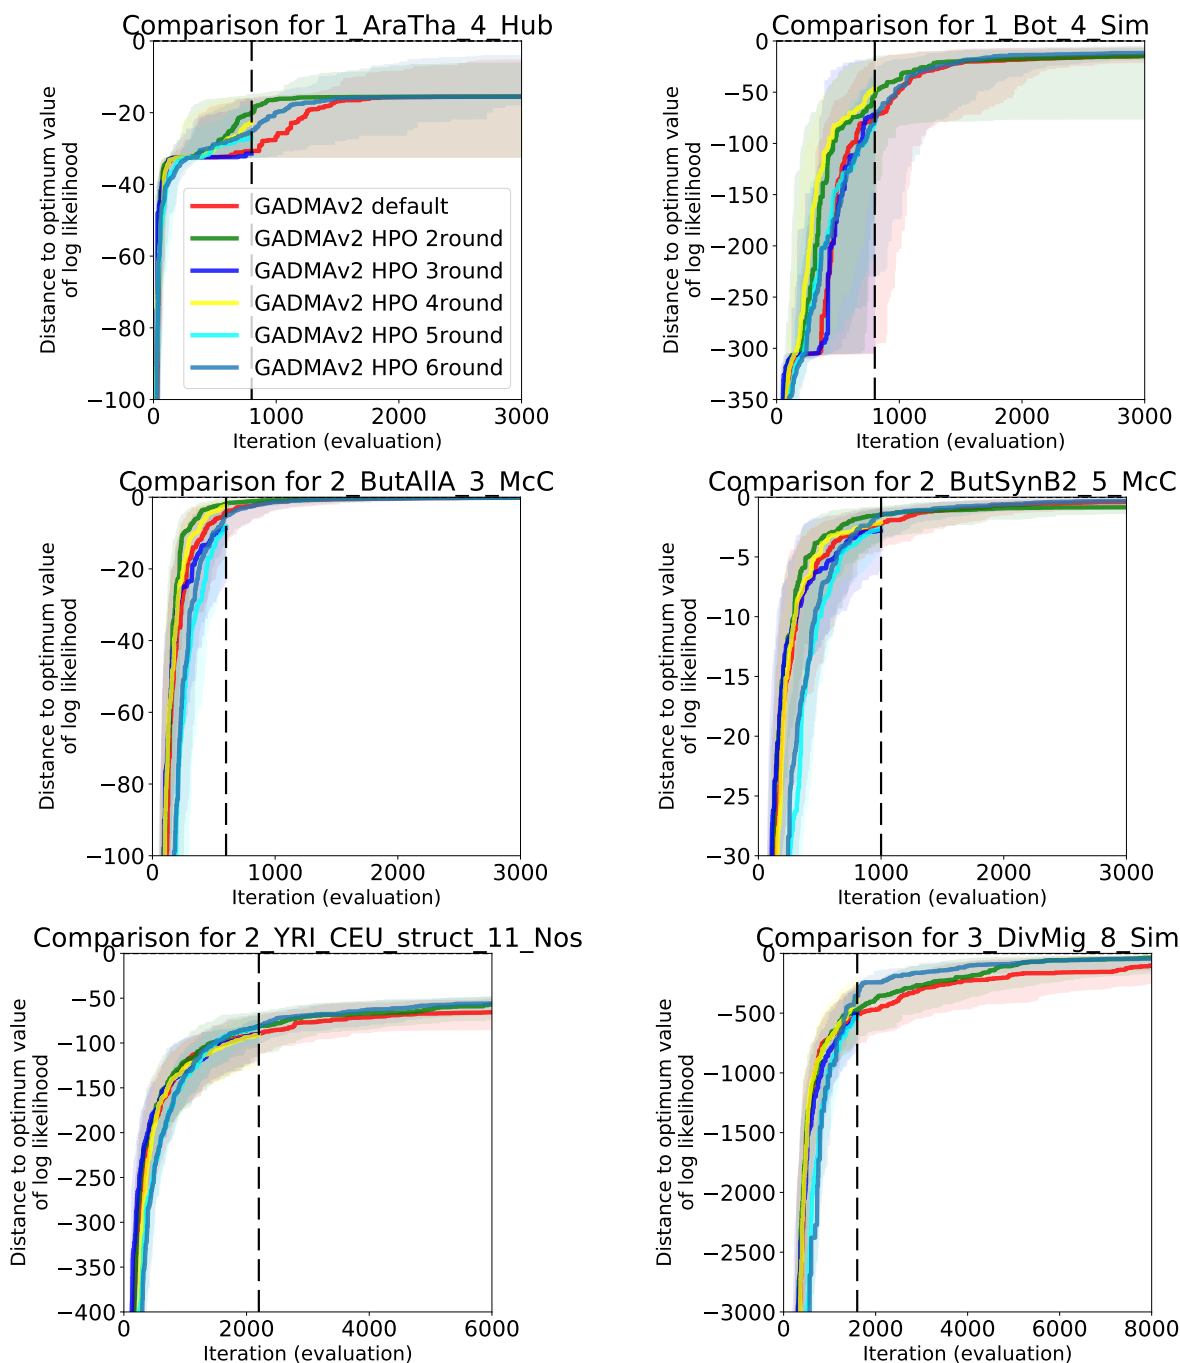 Comparison for 1_AraTha_4_Hub
0
−20
−40
−60
−80
−100
Distance to optimum value
of log likelihood
GADMAv2 default
GADMAv2 HPO 2round
GADMAv2 HPO 3round
GADMAv2 HPO 4round
GADMAv2 HPO 5round
GADMAv2 HPO 6round
0 1000 2000 3000
Iteration (evaluation)
Comparison for 1_Bot_4_Sim
0
−50
−100
−150
−200
−250
−300
−350
Distance to optimum value
of log likelihood
0 1000 2000 3000
Iteration (evaluation)
Comparison for 2_ButAllA_3_McC
0
−20
−40
−60
−80
−100
Distance to optimum value
of log likelihood
0 1000 2000 3000
Iteration (evaluation)
Comparison for 2_ButSynB2_5_McC
0
−5
−10
−15
−20
−25
−30
Distance to optimum value
of log likelihood
0 1000 2000 3000
Iteration (evaluation)
Comparison for 2_YRI_CEU_struct_11_Nos
0
−50
−100
−150
−200
−250
−300
−350
−400
Distance to optimum value
of log likelihood
0 2000 4000 6000
Iteration (evaluation)
Comparison for 3_DivMig_8_Sim
0
−500
−1000
−1500
−2000
−2500
−3000
Distance to optimum value
of log likelihood
0 2000 4000 6000 8000
Iteration (evaluation)